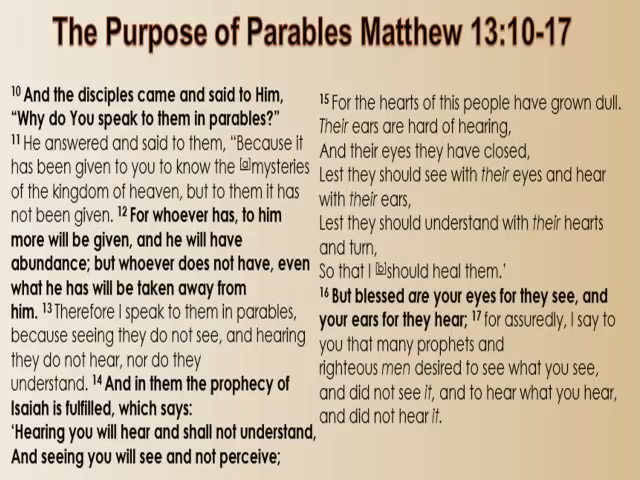 The Purpose of Parables Matthew 13:10-17
10 And the disciples came and said to Him,
“Why do You speak to them in parables?”
11 He answered and said to them, “Because it
has been given to you to know the [a]mysteries
of the kingdom of heaven, but to them it has
not been given. 12 For whoever has, to him
more will be given, and he will have
abundance; but whoever does not have, even
what he has will be taken away from
him. 13 Therefore I speak to them in parables,
because seeing they do not see, and hearing
they do not hear, nor do they
understand. 14 And in them the prophecy of
Isaiah is fulfilled, which says:
‘Hearing you will hear and shall not understand,
And seeing you will see and not perceive;
15 For the hearts of this people have grown dull.
Their ears are hard of hearing,
And their eyes they have closed,
Lest they should see with their eyes and hear
with their ears,
Lest they should understand with their hearts
and turn,
So that I [b]should heal them.’
16 But blessed are your eyes for they see, and
your ears for they hear; 17 for assuredly, I say to
you that many prophets and
righteous men desired to see what you see,
and did not see it, and to hear what you hear,
and did not hear it.